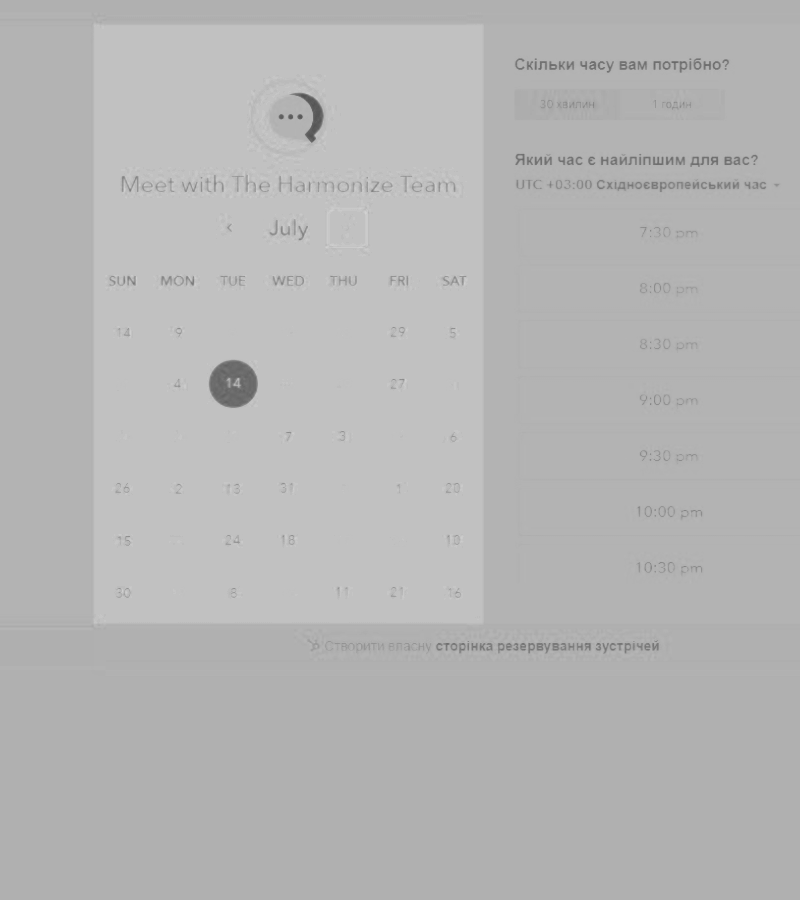 Meet with The Harmonize Team
July
SUN MON TUE WED THU FRI SAT
14 9 29 5
4 14 27
7 3 6
26 2 13 31 1 28
15 24 18
30 8 11 21 16
Скільки часу вам потрібно?
30 хвилин 1 годин
Який час є найліпшим для вас?
UTC +03:00 Східноєвропейський час
7:30 pm
8:00 pm
8:30 pm
9:00 pm
9:30 pm
10:00 pm
10:30 pm
Створити власну сторінка резервування зустрічей